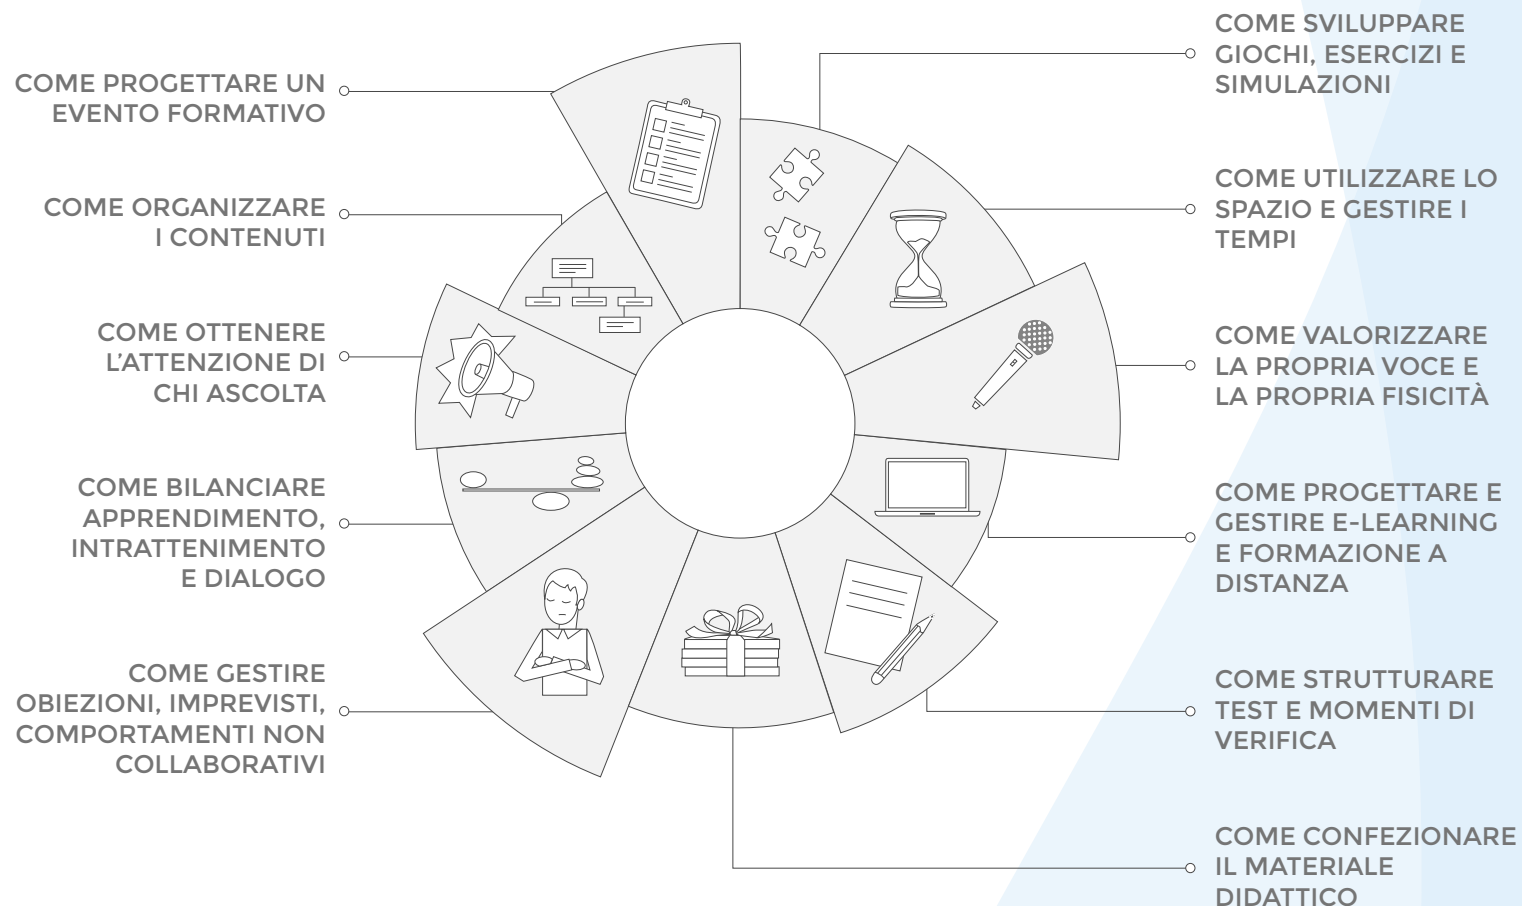 COME PROGETTARE UN
EVENTO FORMATIVO
COME ORGANIZZARE
I CONTENUTI
COME OTTENERE
L'ATTENZIONE DI
CHI ASCOLTA
COME BILANCIARE
APPRENDIMENTO,
INTRATTENIMENTO
E DIALOGO
COME GESTIRE
OBIEZIONI, IMPREVISTI,
COMPORTAMENTI NON
COLLABORATIVI
COME SVILUPPARE
GIOCHI, ESERCIZI E
SIMULAZIONI
COME UTILIZZARE LO
SPAZIO E GESTIRE I
TEMPI
COME VALORIZZARE
LA PROPRIA VOCE E
LA PROPRIA FISICITÀ
COME PROGETTARE E
GESTIRE E-LEARNING
E FORMAZIONE A
DISTANZA
COME STRUTTURARE
TEST E MOMENTI DI
VERIFICA
COME CONFEZIONARE
IL MATERIALE
DIDATTICO